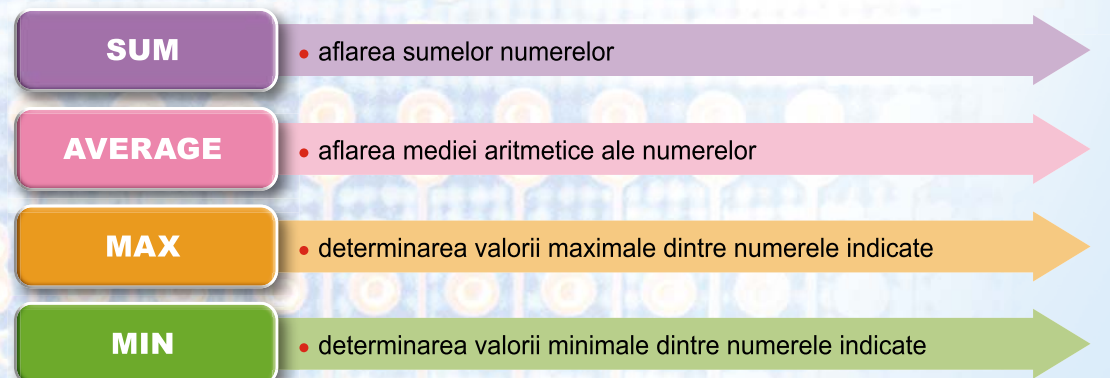 SUM
• aflarea sumelor numerelor
AVERAGE
• aflarea mediei aritmetice ale numerelor
MAX
• determinarea valorii maximale dintre numerele indicate
MIN
• determinarea valorii minimale dintre numerele indicate